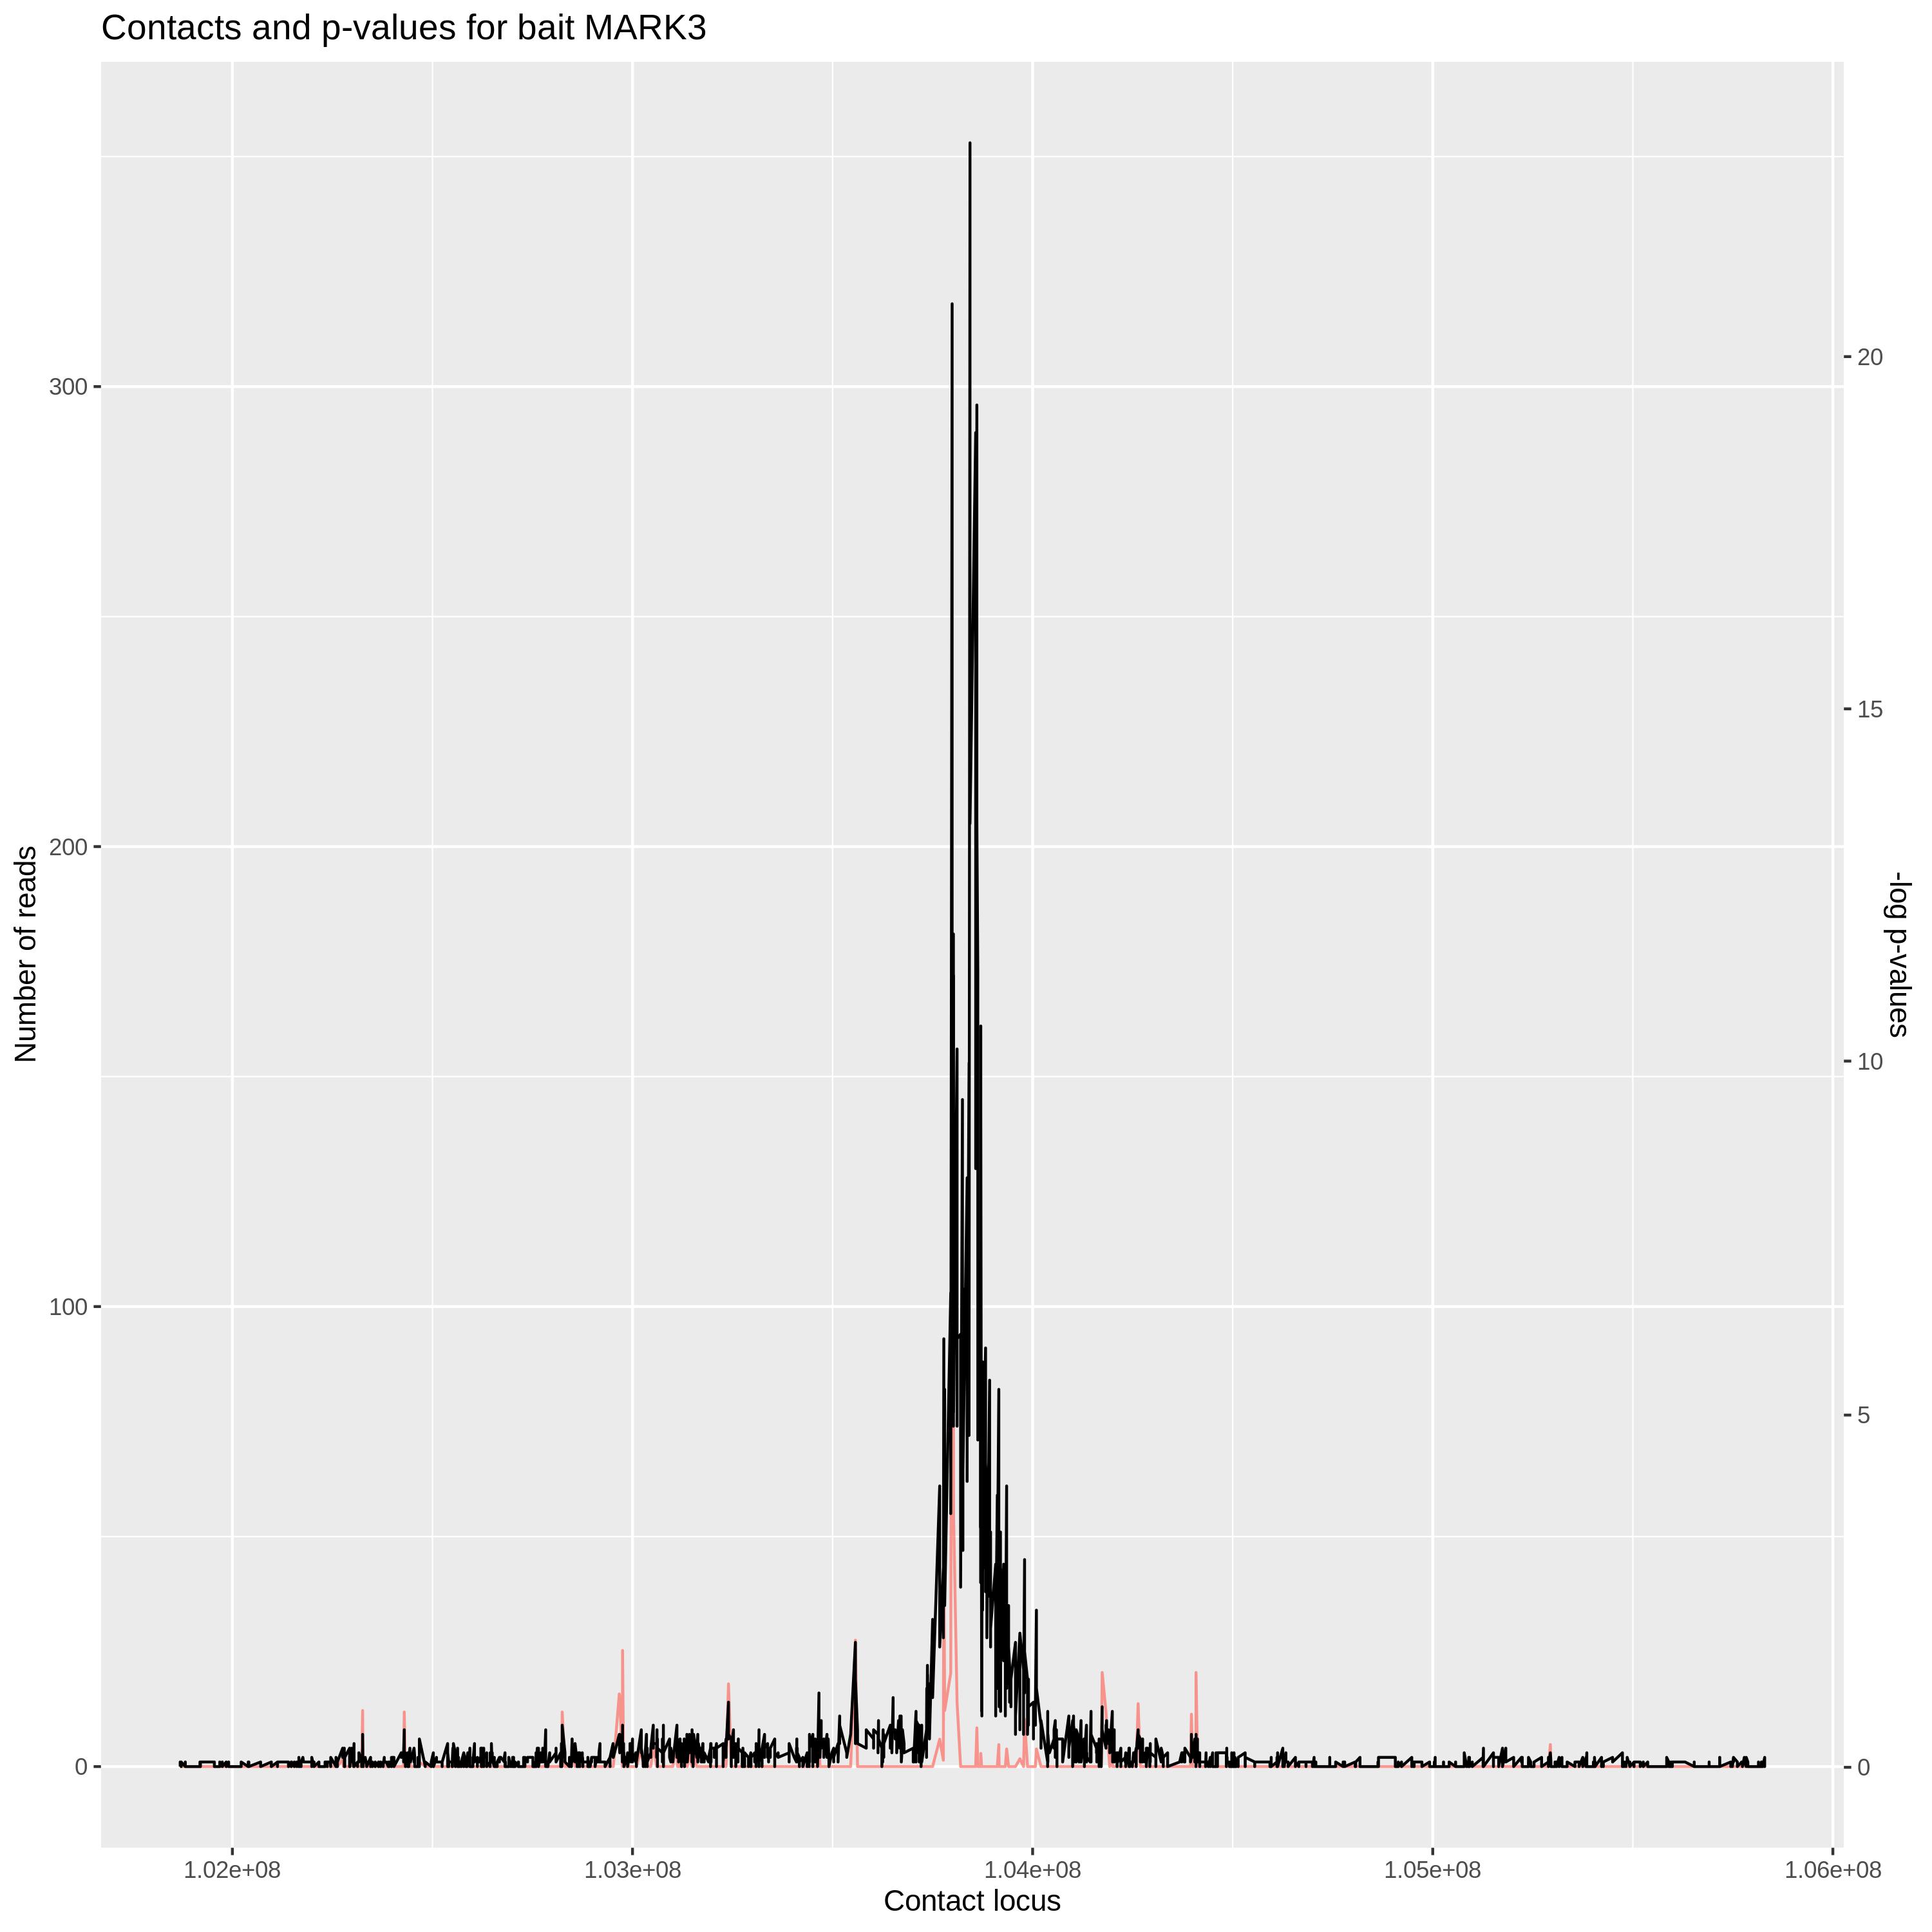 Contacts and p-values for bait MARK3
300
200
100
0
Number of reads
20
15
10
5
0
-log p-values
1.02e+08
1.03e+08
1.04e+08
1.05e+08
1.06e+08
Contact locus